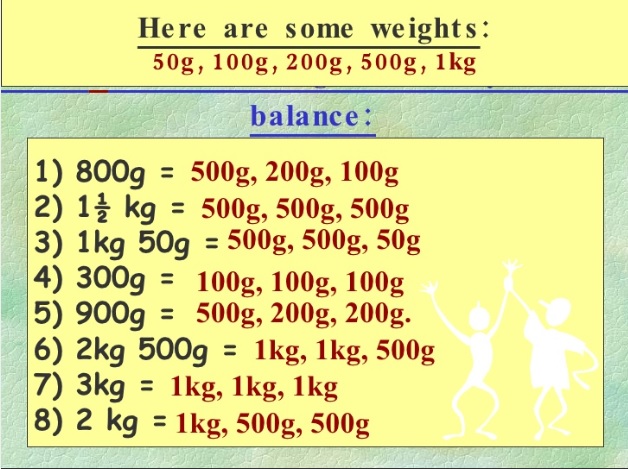 Here are some weights:
50g, 100g, 200g, 500g, 1kg
balance:
1) 800g = 500g, 200g, 100g
2) 1½ kg = 500g, 500g, 500g
3) 1kg 50g = 500g, 500g, 50g
4) 300g = 100g, 100g, 100g
5) 900g = 500g, 200g, 200g.
6) 2kg 500g = 1kg, 1kg, 500g
7) 3kg = 1kg, 1kg, 1kg
8) 2 kg = 1kg, 500g, 500g